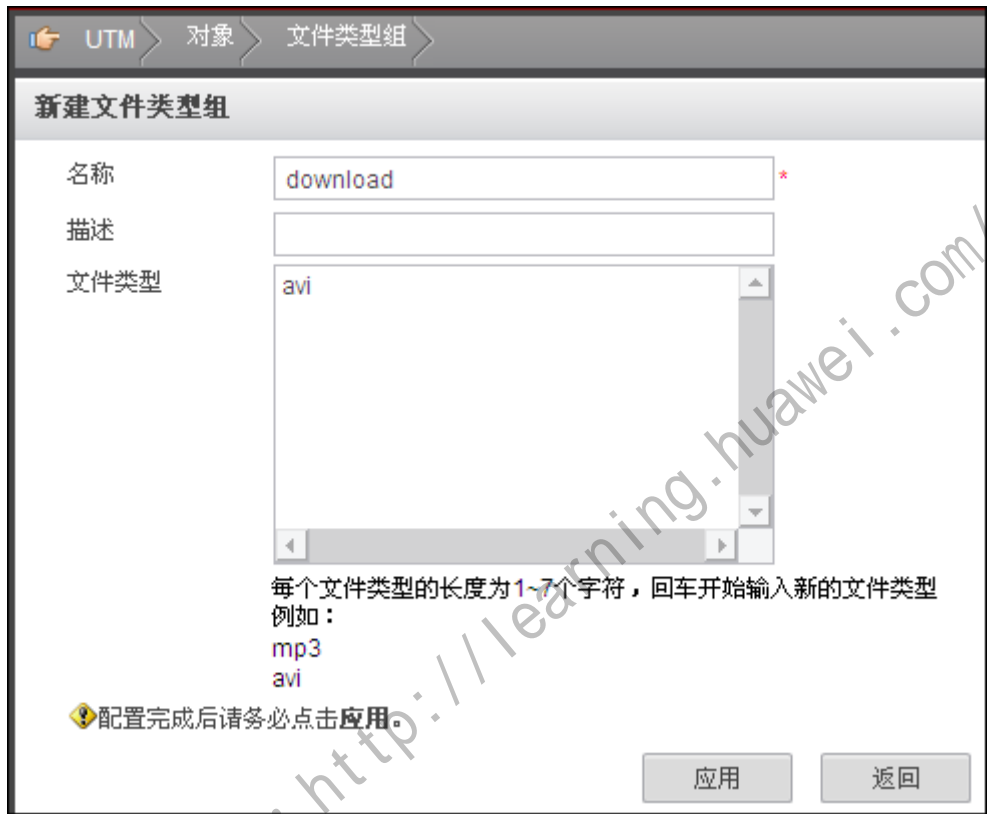 UTM 对象 文件类型组
新建文件类型组
名称 download *
描述
文件类型 avi
每个文件类型的长度为1~7个字符，回车开始输入新的文件类型
例如：
mp3
avi
配置完成后请务必点击应用。
应用 返回
http://learning.huawei.com/